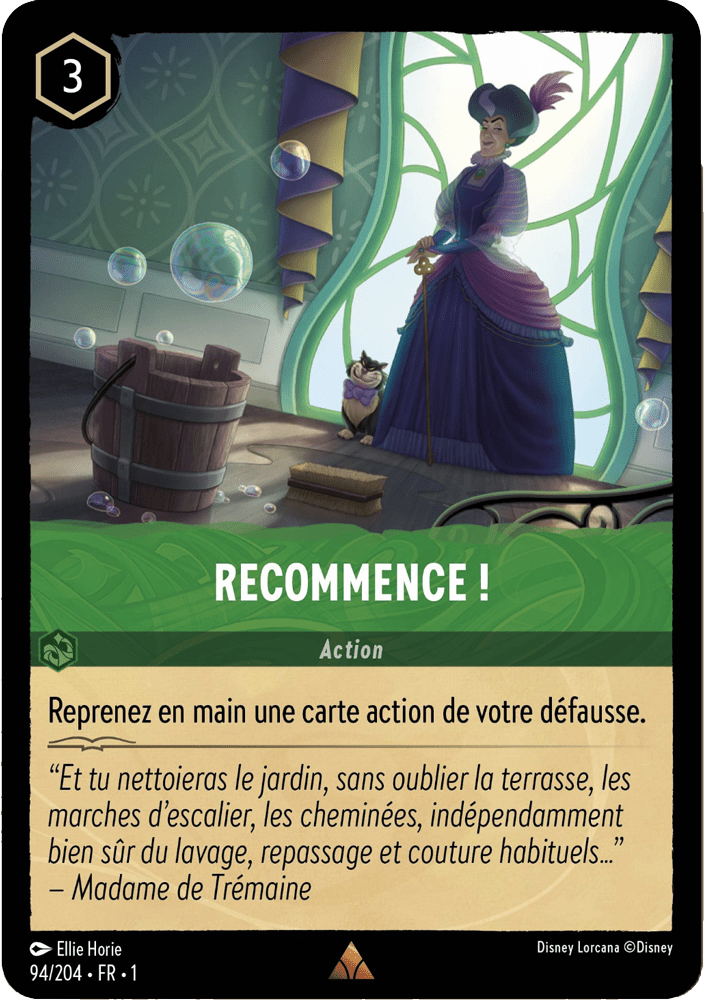 3
RECOMMENCE !
Action
Reprenez en main une carte action de votre défausse.
“Et tu nettoieras le jardin, sans oublier la terrasse, les
marches d’escalier, les cheminées, indépendamment
bien sûr du lavage, repassage et couture habituels...”
– Madame de Trémaine
Ellie Horie
Disney Lorcana ©Disney
94/204 • FR • 1